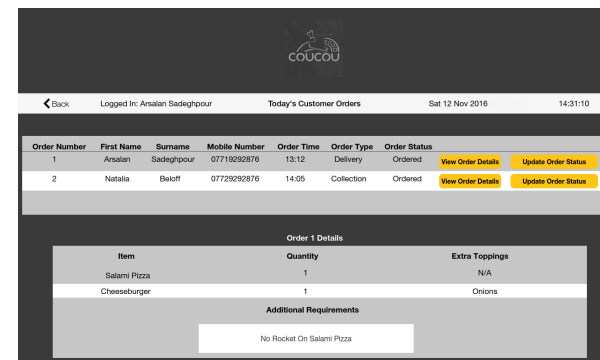 COUCOU
Back Logged In: Arsalan Sadeghpour Today's Customer Orders Sat 12 Nov 2016 14:31:10
Order Number First Name Surname Mobile Number Order Time Order Type Order Status
1 Arsalan Sadeghpour 07719292876 13:12 Delivery Ordered View Order Details Update Order Status
2 Natalia Beloff 07729292876 14:05 Collection Ordered View Order Details Update Order Status
Order 1 Details
Item Quantity Extra Toppings
Salami Pizza 1 N/A
Cheeseburger 1 Onions
Additional Requirements
No Rocket On Salami Pizza